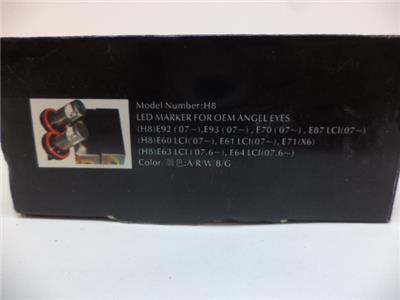 Model Number:H8
LED MARKER FOR OEM ANGEL EYES
(H8)E92 ('07~),E93 ('07~) , E70 ('07~) , E87 LCI(07~)
(H8)E60 LCI('07~), E61 LCI(07~), E71(X6)
(H8)E63 LCI ('07.6~), E64 LCI(07.6~)
Color/顔色:A/R/W/B/G